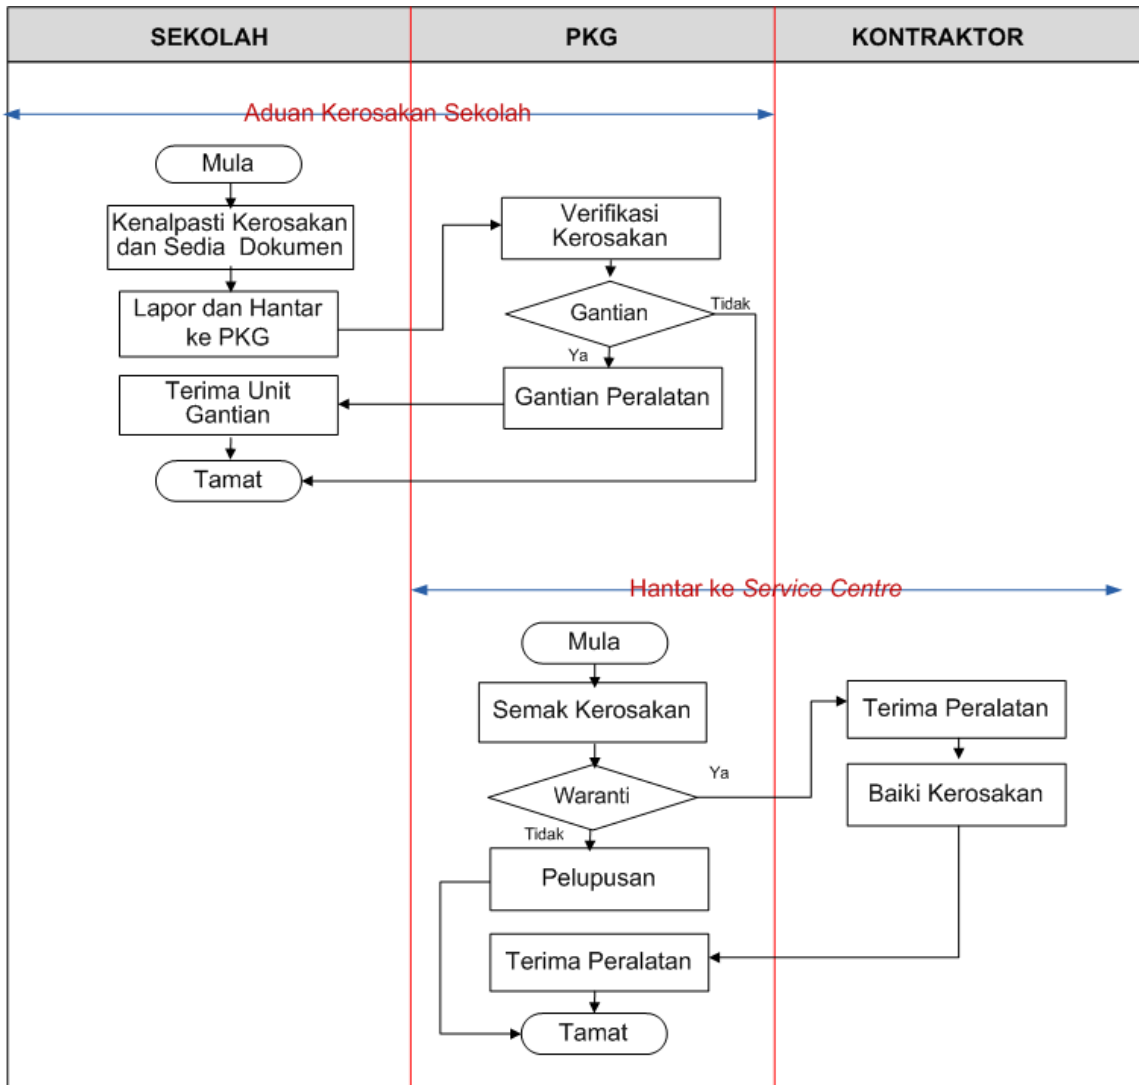 SEKOLAH
PKG
KONTRAKTOR
Aduan Kerosakan Sekolah
Mula
Kenalpasti Kerosakan
dan Sedia Dokumen
Lapor dan Hantar
ke PKG
Terima Unit
Gantian
Tamat
Verifikasi
Kerosakan
Gantian
Tidak
Ya
Gantian Peralatan
Hantar ke Service Centre
Mula
Semak Kerosakan
Waranti
Ya
Tidak
Pelupusan
Terima Peralatan
Tamat
Terima Peralatan
Baiki Kerosakan